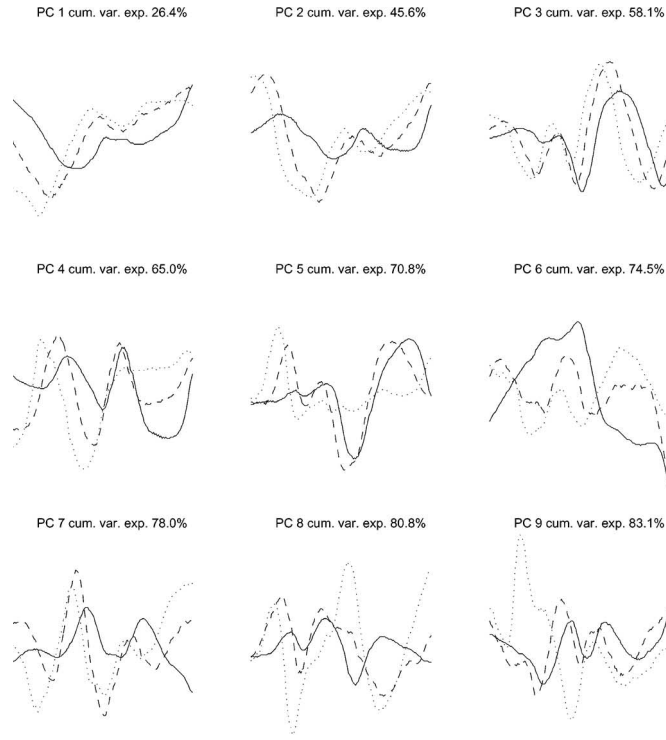 PC 1 cum. var. exp. 26.4%
PC 2 cum. var. exp. 45.6%
PC 3 cum. var. exp. 58.1%
PC 4 cum. var. exp. 65.0%
PC 5 cum. var. exp. 70.8%
PC 6 cum. var. exp. 74.5%
PC 7 cum. var. exp. 78.0%
PC 8 cum. var. exp. 80.8%
PC 9 cum. var. exp. 83.1%